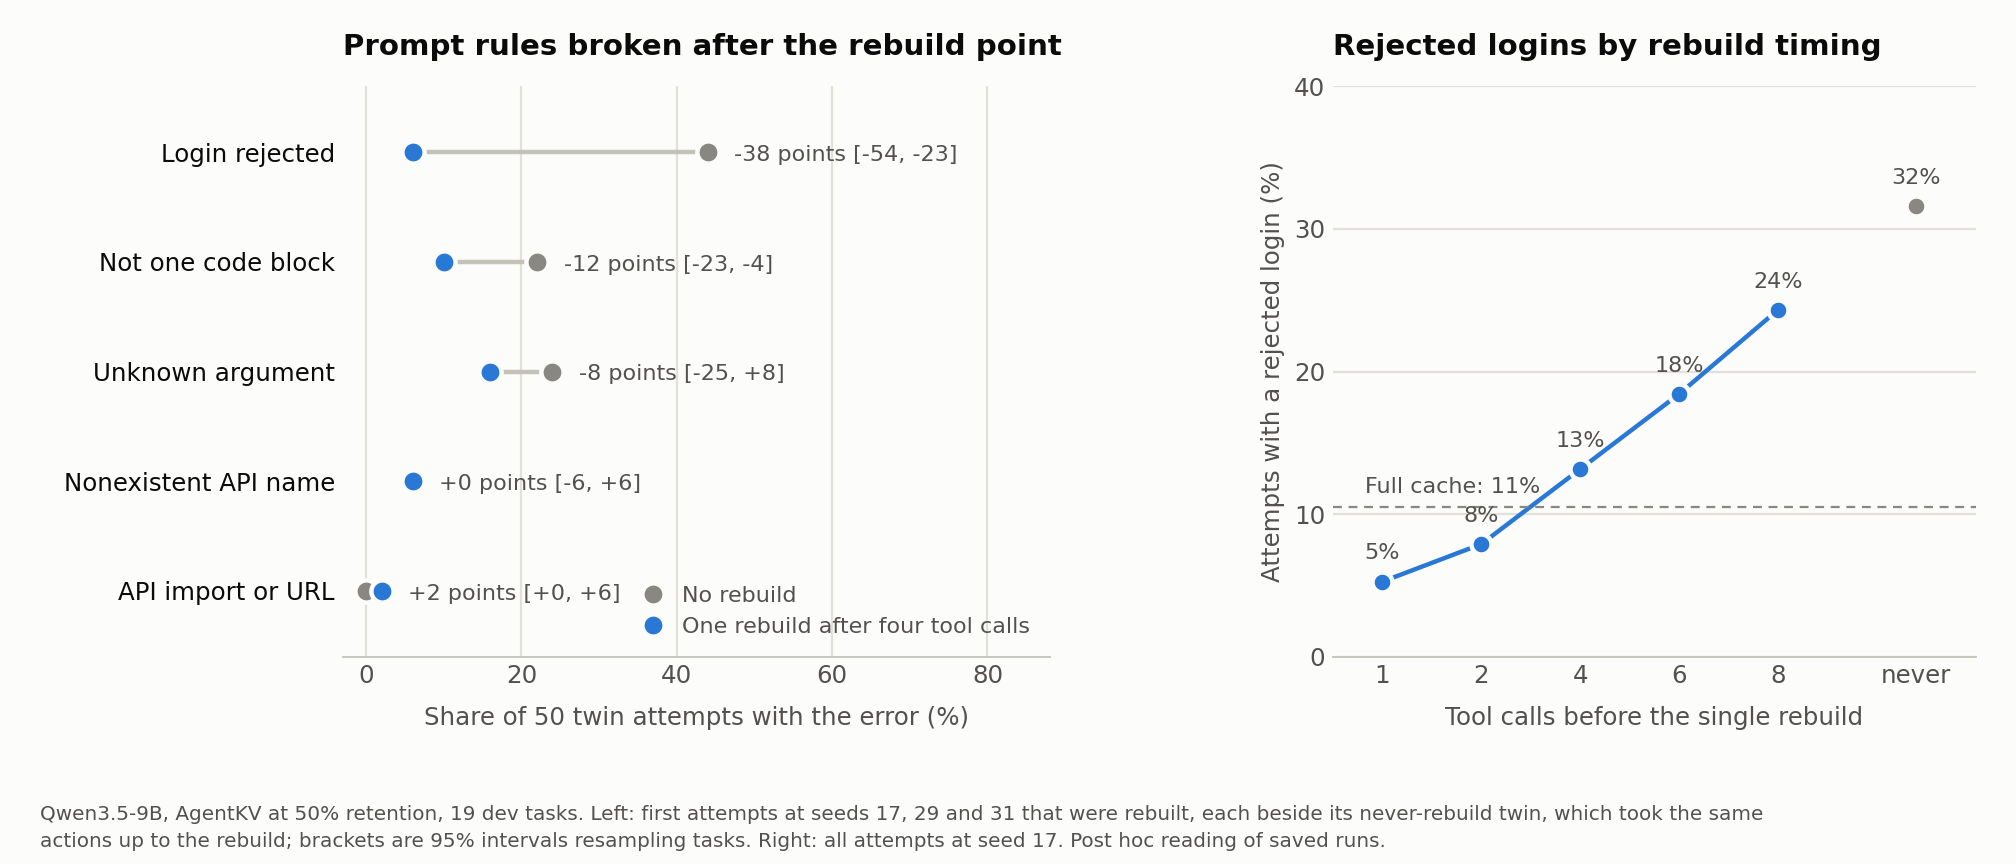 Prompt rules broken after the rebuild point
Login rejected
-38 points [-54, -23]
Not one code block
-12 points [-23, -4]
Unknown argument
-8 points [-25, +8]
Nonexistent API name
+0 points [-6, +6]
API import or URL
+2 points [+0, +6]
No rebuild
One rebuild after four tool calls
0 20 40 60 80
Share of 50 twin attempts with the error (%)
Rejected logins by rebuild timing
Attempts with a rejected login (%)
40
30
20
10
0
32%
24%
18%
13%
Full cache: 11%
8%
5%
1 2 4 6 8 never
Tool calls before the single rebuild
Qwen3.5-9B, AgentKV at 50% retention, 19 dev tasks. Left: first attempts at seeds 17, 29 and 31 that were rebuilt, each beside its never-rebuild twin, which took the same
actions up to the rebuild; brackets are 95% intervals resampling tasks. Right: all attempts at seed 17. Post hoc reading of saved runs.